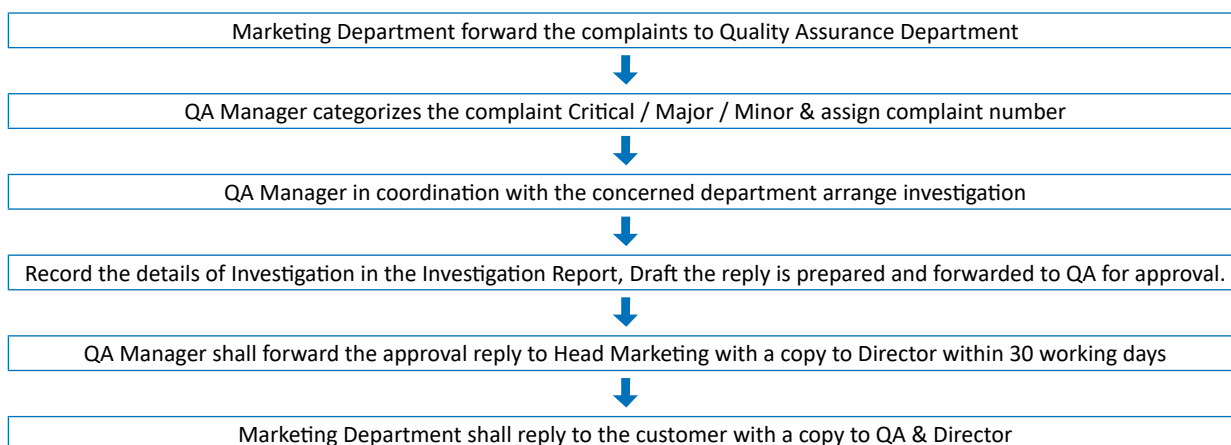 Marketing Department forward the complaints to Quality Assurance Department
QA Manager categorizes the complaint Critical / Major / Minor & assign complaint number
QA Manager in coordination with the concerned department arrange investigation
Record the details of Investigation in the Investigation Report, Draft the reply is prepared and forwarded to QA for approval.
QA Manager shall forward the approval reply to Head Marketing with a copy to Director within 30 working days
Marketing Department shall reply to the customer with a copy to QA & Director